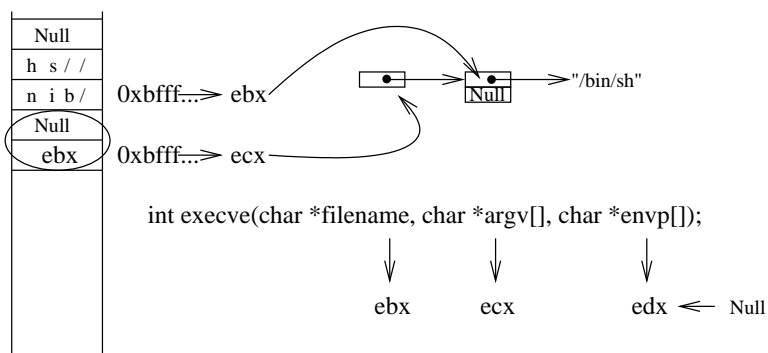 Null
h s / /
n i b /
Null
ebx
0xbfff... ebx
0xbfff... ecx
"/bin/sh"
Null
int execve(char *filename, char *argv[], char *envp[]);
ebx ecx edx Null